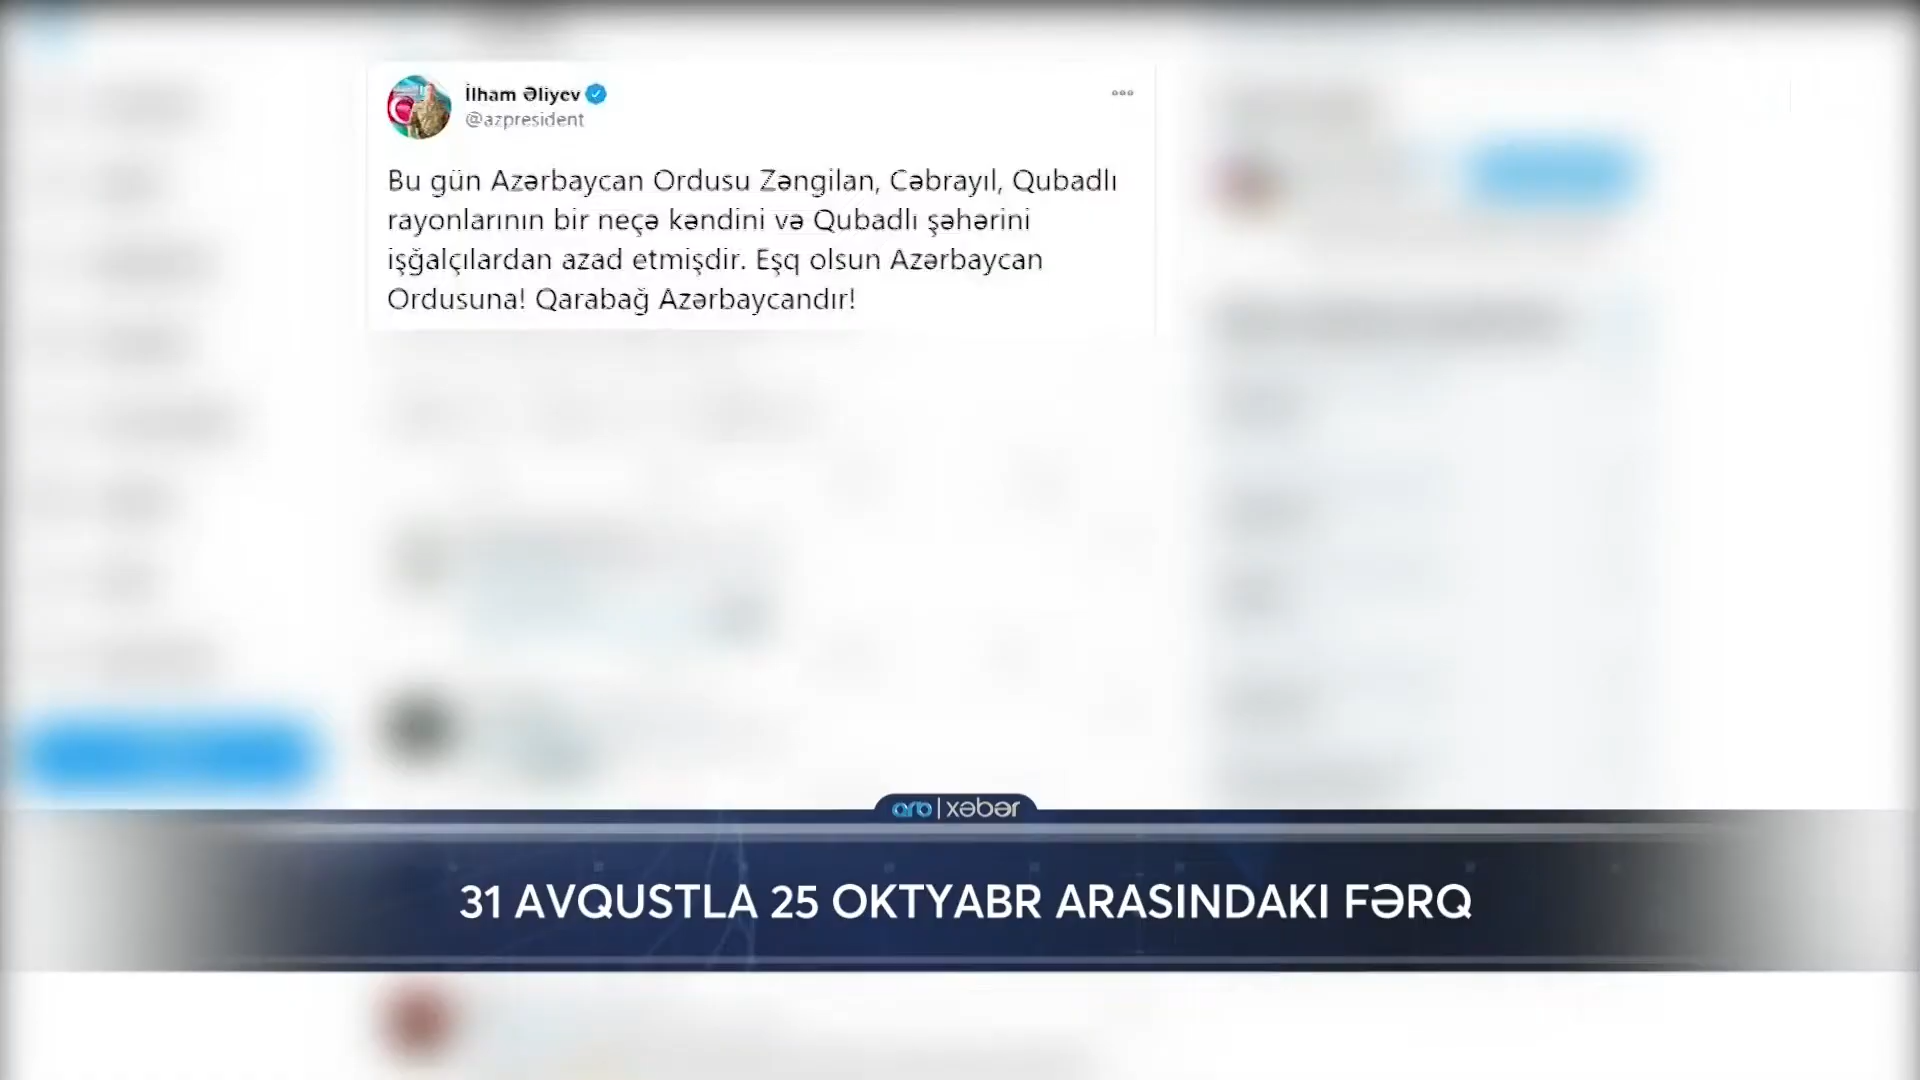 İlham Əliyev
@azpresident
Bu gün Azərbaycan Ordusu Zəngilan, Cəbrayıl, Qubadlı
rayonlarının bir neçə kəndini və Qubadlı şəhərini
işğalçılardan azad etmişdir. Eşq olsun Azərbaycan
Ordusuna! Qarabağ Azərbaycandır!
arb | xəbər
31 AVQUSTLA 25 OKTYABR ARASINDAKI FƏRQ